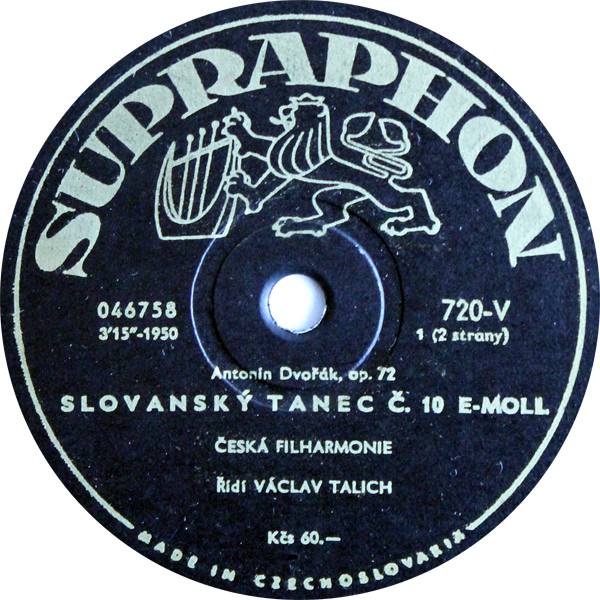 SUPRAPHON
046758
3'15"-1950
720-V
1 (2 strany)
Antonín Dvořák, op. 72
SLOVANSKÝ TANEC Č. 10 E-MOLL
ČESKÁ FILHARMONIE
Řídí VÁCLAV TALICH
Kčs 60.—
MADE IN CZECHOSLOVAKIA